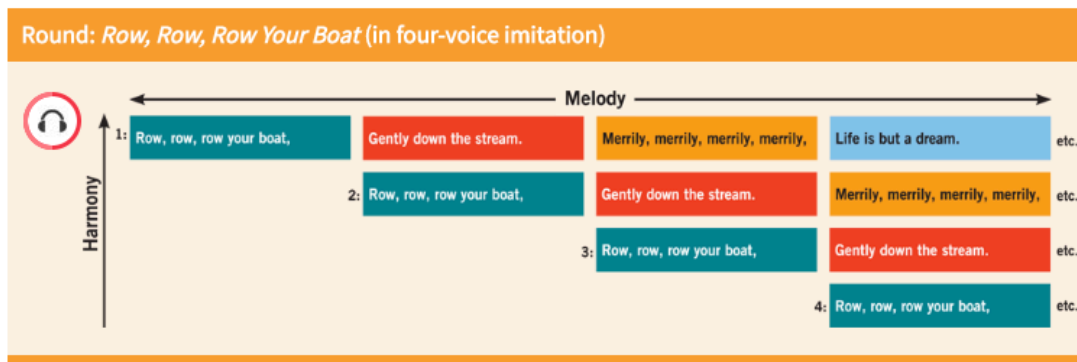 Round: Row, Row, Row Your Boat (in four-voice imitation)
Melody
Harmony
1: Row, row, row your boat, Gently down the stream. Merrily, merrily, merrily, merrily, Life is but a dream. etc.
2: Row, row, row your boat, Gently down the stream. Merrily, merrily, merrily, merrily, etc.
3: Row, row, row your boat, Gently down the stream. etc.
4: Row, row, row your boat, etc.